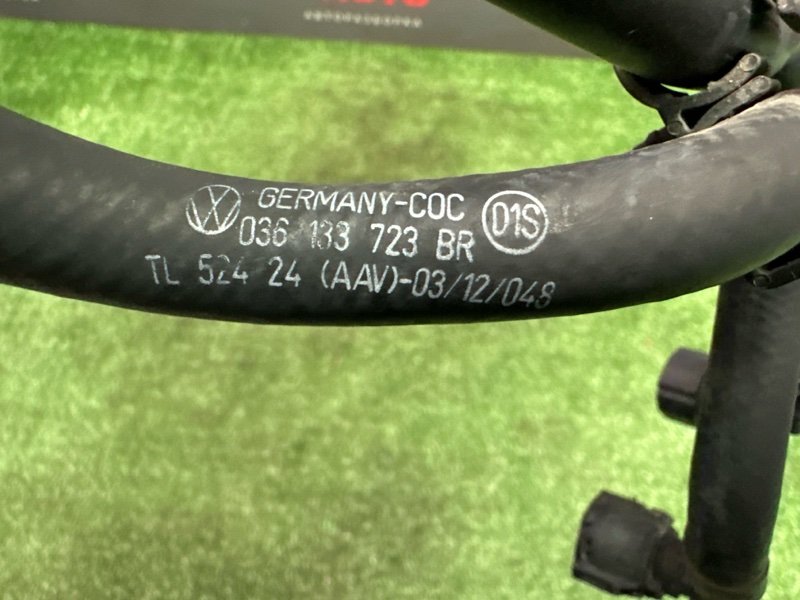 GERMANY-COC
01S
036 133 723 BR
TL 524 24 (AAV)-03/12/048